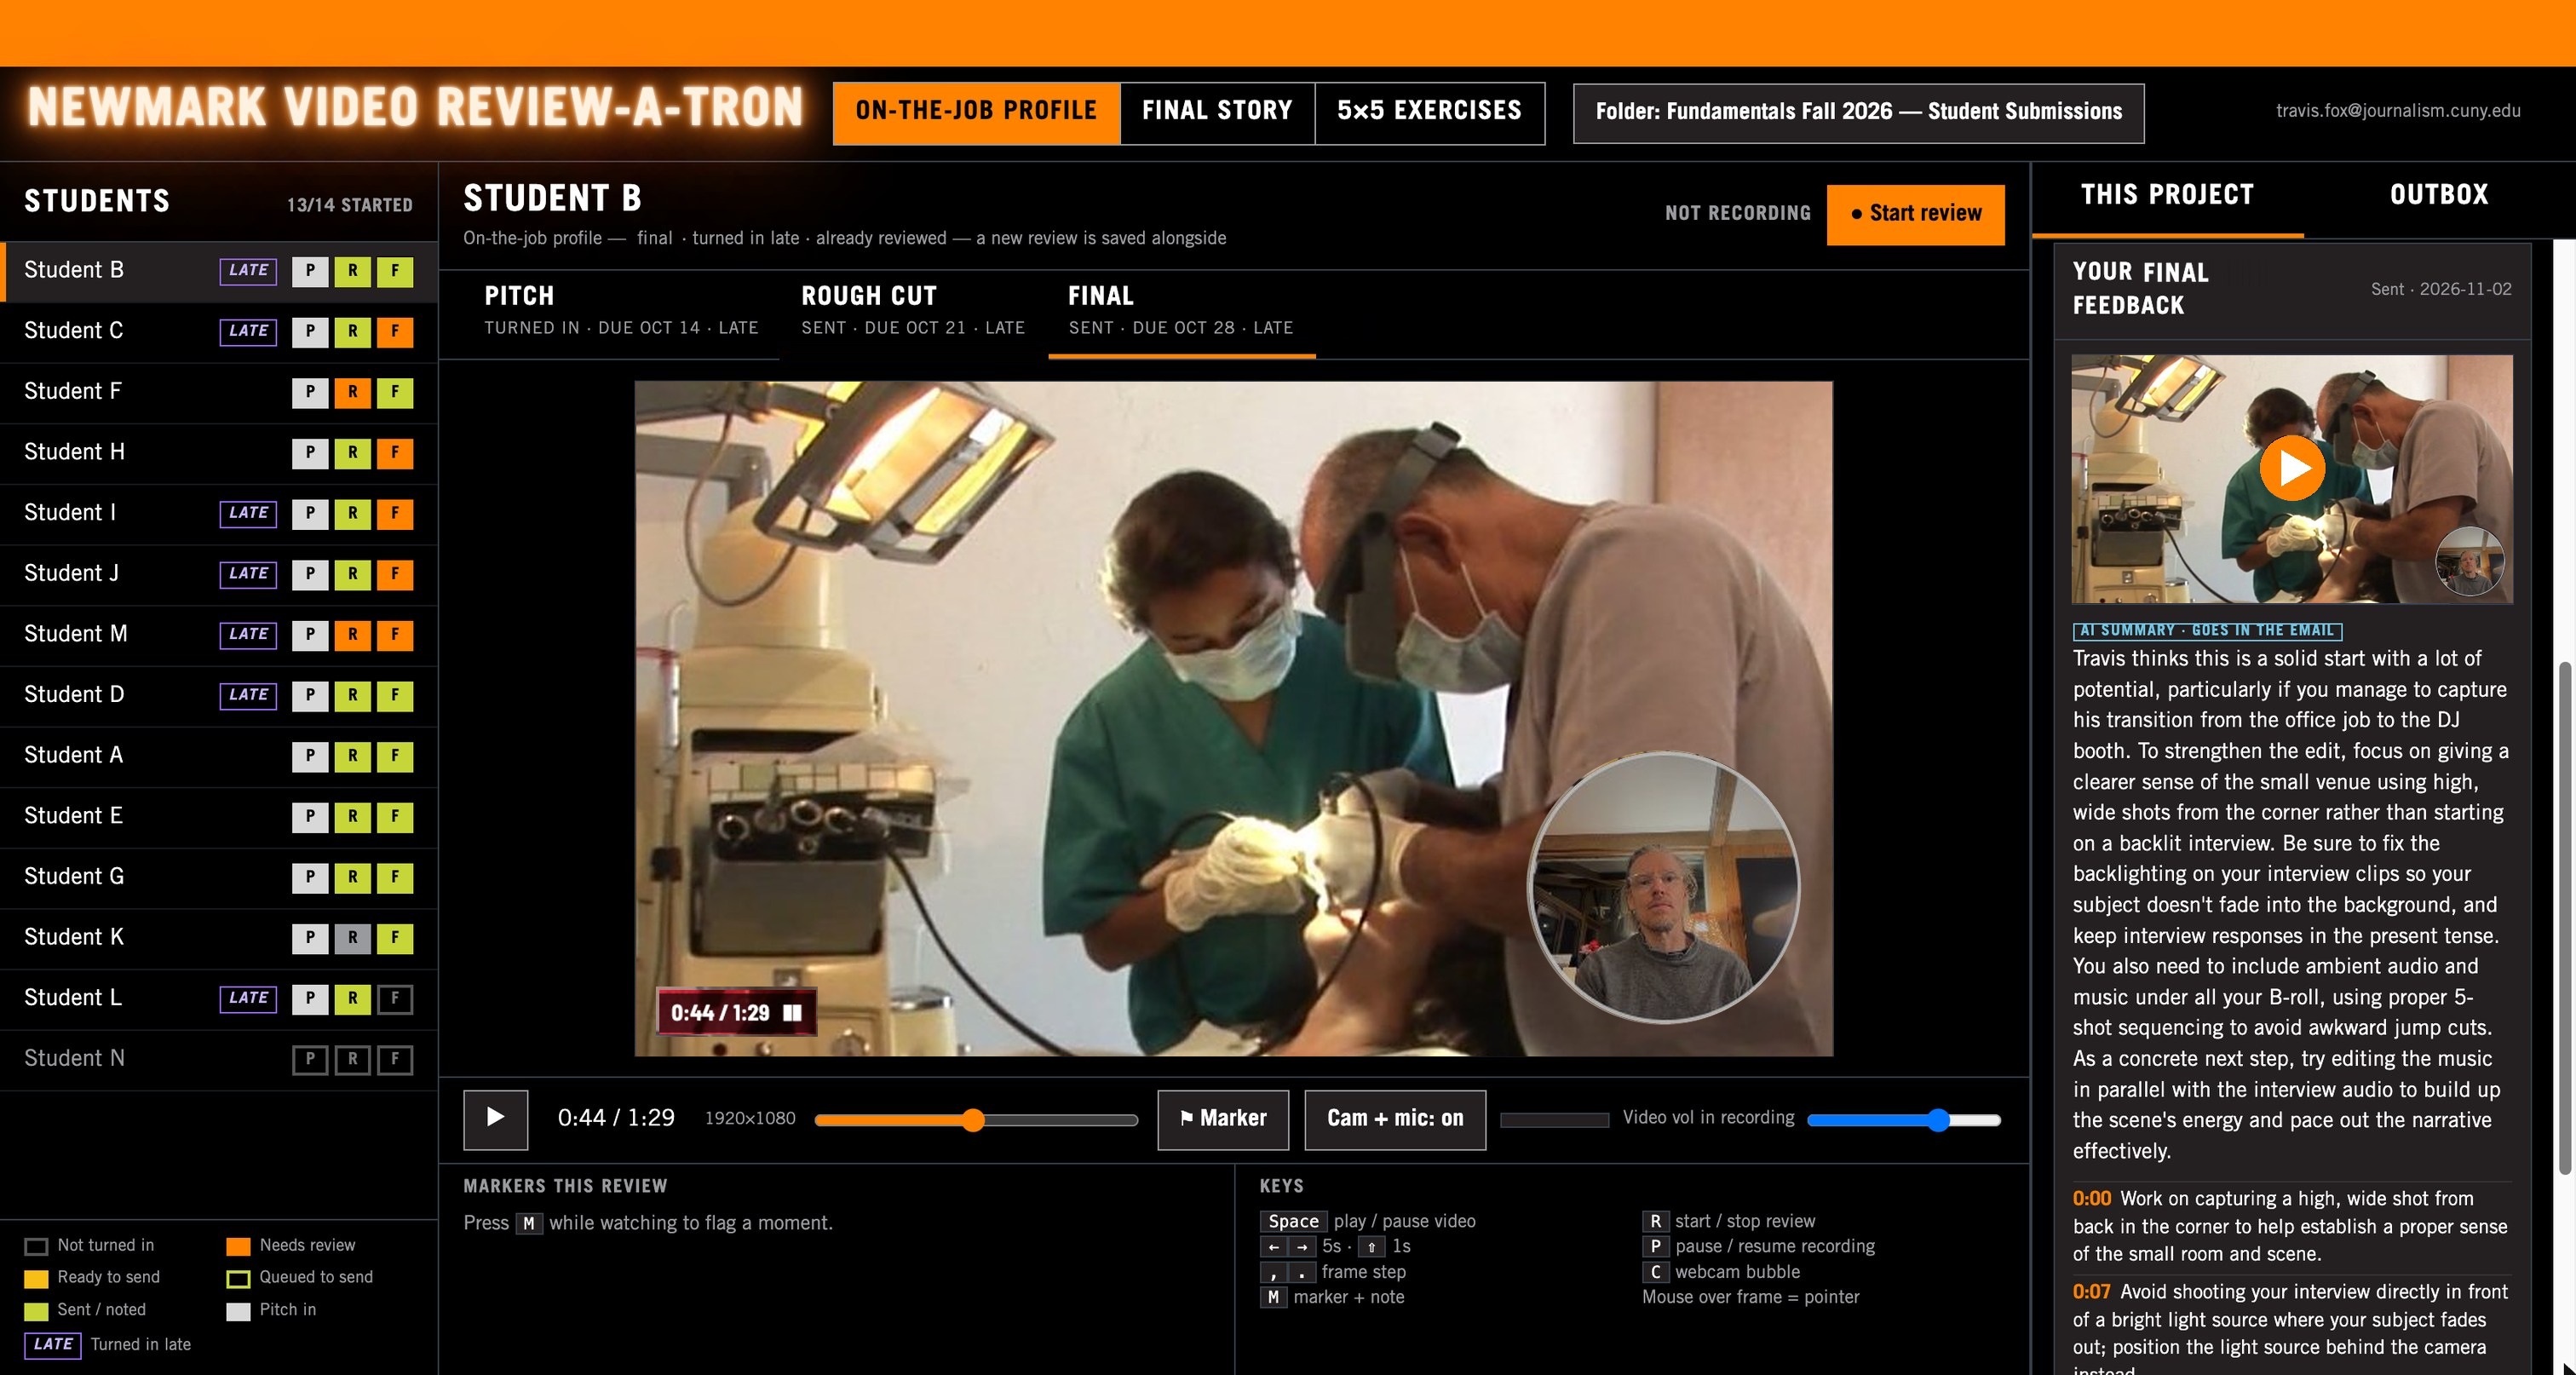 NEWMARK VIDEO REVIEW-A-TRON
ON-THE-JOB PROFILE
FINAL STORY
5×5 EXERCISES
Folder: Fundamentals Fall 2026 — Student Submissions
travis.fox@journalism.cuny.edu
STUDENTS
13/14 STARTED
Student B LATE P R F
Student C LATE P R F
Student F P R F
Student H P R F
Student I LATE P R F
Student J LATE P R F
Student M LATE P R F
Student D LATE P R F
Student A P R F
Student E P R F
Student G P R F
Student K P R F
Student L LATE P R F
Student N P R F
Not turned in
Needs review
Ready to send
Queued to send
Sent / noted
Pitch in
LATE Turned in late
STUDENT B
On-the-job profile — final · turned in late · already reviewed — a new review is saved alongside
NOT RECORDING
● Start review
PITCH
TURNED IN · DUE OCT 14 · LATE
ROUGH CUT
SENT · DUE OCT 21 · LATE
FINAL
SENT · DUE OCT 28 · LATE
0:44 / 1:29
0:44 / 1:29
1920×1080
⚑ Marker
Cam + mic: on
Video vol in recording
MARKERS THIS REVIEW
Press M while watching to flag a moment.
KEYS
Space play / pause video
← → 5s · ⇧ 1s
, . frame step
M marker + note
R start / stop review
P pause / resume recording
C webcam bubble
Mouse over frame = pointer
THIS PROJECT
OUTBOX
YOUR FINAL
FEEDBACK
Sent · 2026-11-02
AI SUMMARY · GOES IN THE EMAIL
Travis thinks this is a solid start with a lot of
potential, particularly if you manage to capture
his transition from the office job to the DJ
booth. To strengthen the edit, focus on giving a
clearer sense of the small venue using high,
wide shots from the corner rather than starting
on a backlit interview. Be sure to fix the
backlighting on your interview clips so your
subject doesn't fade into the background, and
keep interview responses in the present tense.
You also need to include ambient audio and
music under all your B-roll, using proper 5-
shot sequencing to avoid awkward jump cuts.
As a concrete next step, try editing the music
in parallel with the interview audio to build up
the scene's energy and pace out the narrative
effectively.
0:00 Work on capturing a high, wide shot from
back in the corner to help establish a proper sense
of the small room and scene.
0:07 Avoid shooting your interview directly in front
of a bright light source where your subject fades
out; position the light source behind the camera
instead.